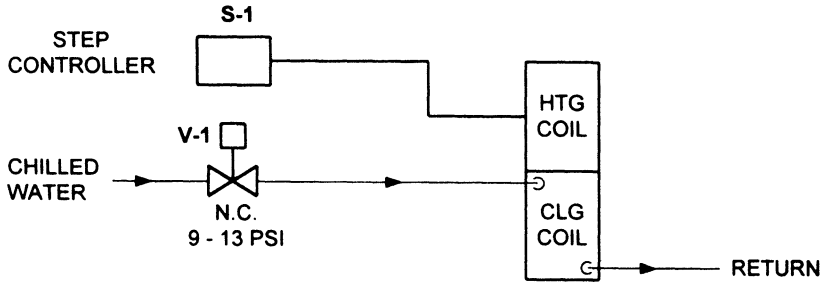 S-1
STEP
CONTROLLER
HTG
COIL
V-1
CHILLED
WATER
N.C.
9 - 13 PSI
CLG
COIL
RETURN